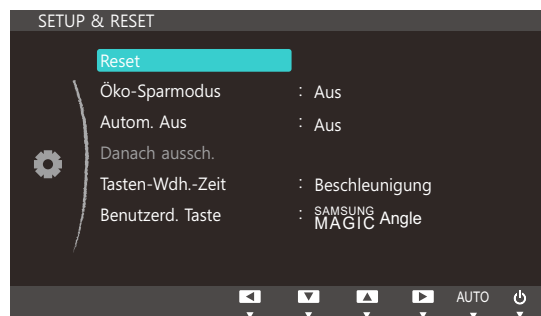 SETUP & RESET
Reset
Öko-Sparmodus : Aus
Autom. Aus : Aus
Danach aussch.
Tasten-Wdh.-Zeit : Beschleunigung
Benutzerd. Taste : SAMSUNG MAGIC Angle
AUTO